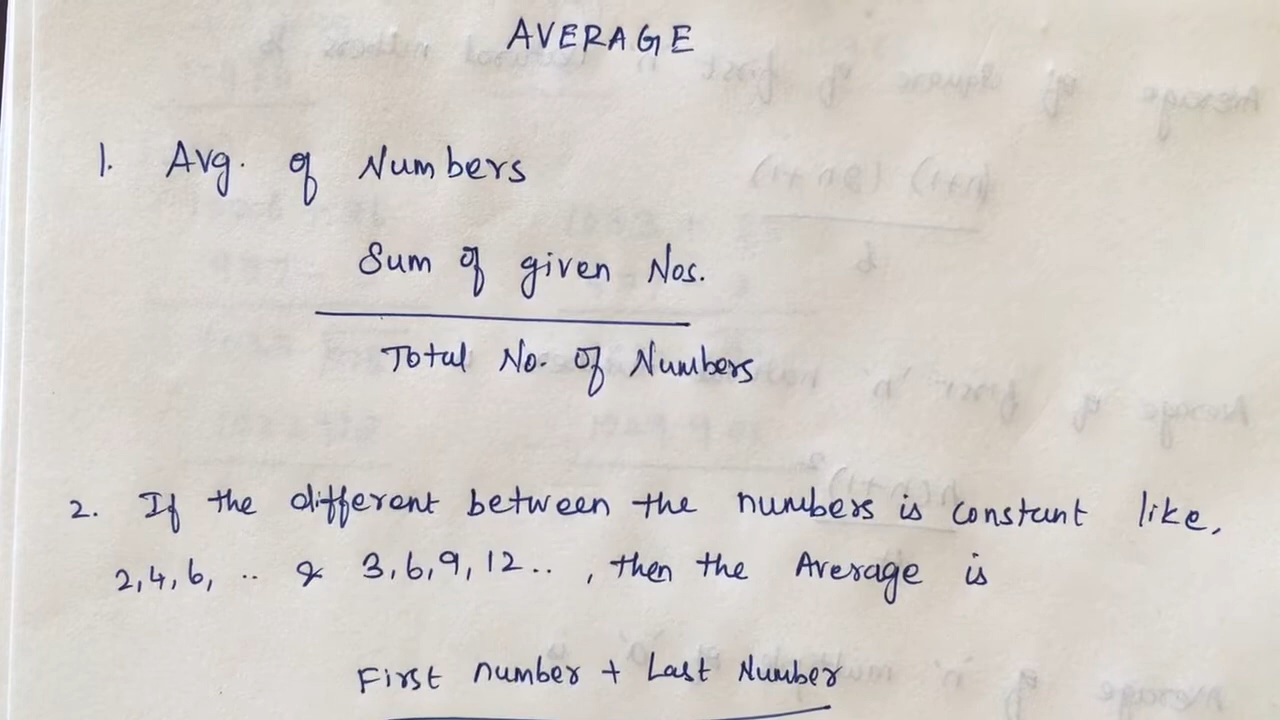 AVERAGE
1. Avg. of Numbers
Sum of given Nos.
Total No. of Numbers
2. If the different between the numbers is constant like,
2,4,6, .. & 3,6,9,12.. , then the Average is
First number + Last Number